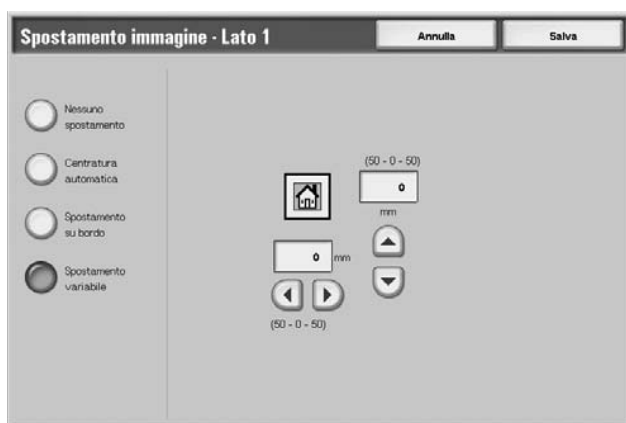 Spostamento immagine - Lato 1
Annulla
Salva
Nessuno
spostamento
Centratura
automatica
Spostamento
su bordo
Spostamento
variabile
(50 - 0 - 50)
0
mm
0 mm
(50 - 0 - 50)